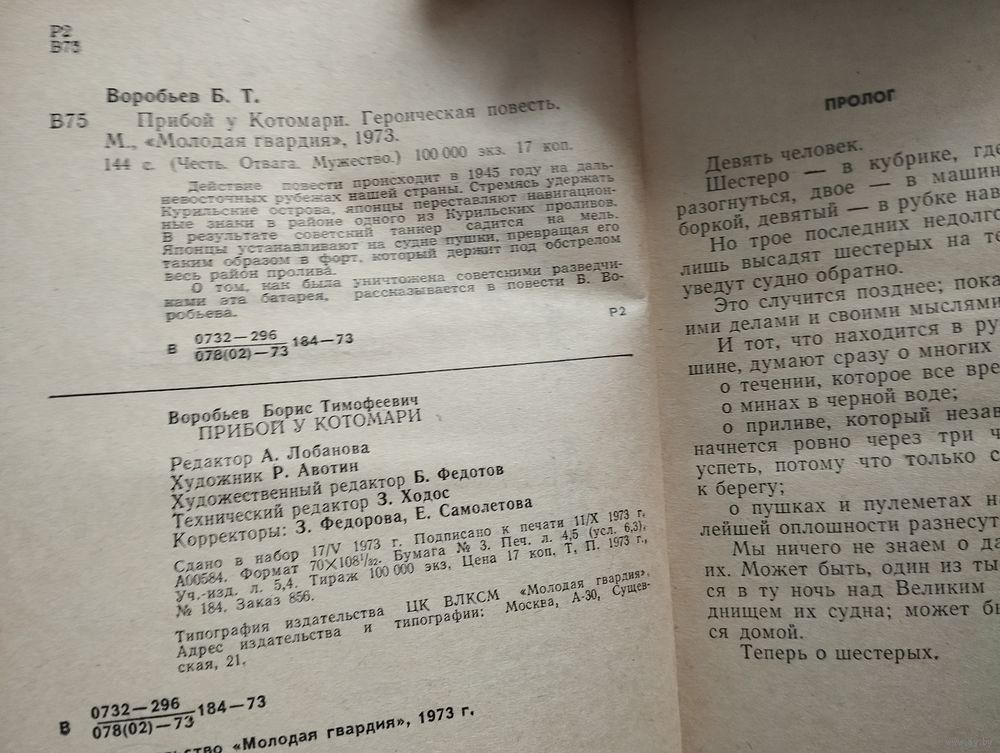 Р2
В75
Воробьев Б. Т.
В75 Прибой у Котомари. Героическая повесть.
М., «Молодая гвардия», 1973.
144 с. (Честь. Отвага. Мужество.) 100 000 экз. 17 коп.
Действие повести происходит в 1945 году на даль-
невосточных рубежах нашей страны. Стремясь удержать
Курильские острова, японцы переставляют навигацион-
ные знаки в районе одного из Курильских проливов.
В результате советский танкер садится на мель.
Японцы устанавливают на судне пушки, превращая его
таким образом в форт, который держит под обстрелом
весь район пролива.
О том, как была уничтожена советскими разведчи-
ками эта батарея, рассказывается в повести Б. Во-
робьева.
Р2
В 0732—296
078(02)—73 184—73
Воробьев Борис Тимофеевич
ПРИБОЙ У КОТОМАРИ
Редактор А. Лобанова
Художник Р. Авотин
Художественный редактор Б. Федотов
Технический редактор З. Ходос
Корректоры: З. Федорова, Е. Самолетова
Сдано в набор 17/V 1973 г. Подписано к печати 11/X 1973 г.
А00584. Формат 70×108¹/₃₂. Бумага № 3. Печ. л. 4,5 (усл. 6,3).
Уч.-изд. л. 5,4. Тираж 100 000 экз. Цена 17 коп. Т. П. 1973 г.,
№ 184. Заказ 856.
Типография издательства ЦК ВЛКСМ «Молодая гвардия».
Адрес издательства и типографии: Москва, А-30, Сущев-
ская, 21.
В 0732—296
078(02)—73 184—73
ство «Молодая гвардия», 1973 г.
ПРОЛОГ
Девять человек.
Шестеро — в кубрике, где
разогнуться, двое — в машин
боркой, девятый — в рубке нав
Но трое последних недолго
лишь высадят шестерых на те
уведут судно обратно.
Это случится позднее; пока
ими делами и своими мыслями
И тот, что находится в ру
шине, думают сразу о многих
о течении, которое все вре
о минах в черной воде;
о приливе, который незав
начнется ровно через три ч
успеть, потому что только с
к берегу;
о пушках и пулеметах н
лейшей оплошности разнесут
Мы ничего не знаем о да
их. Может быть, один из ты
ся в ту ночь над Великим
днищем их судна; может бы
ся домой.
Теперь о шестерых.